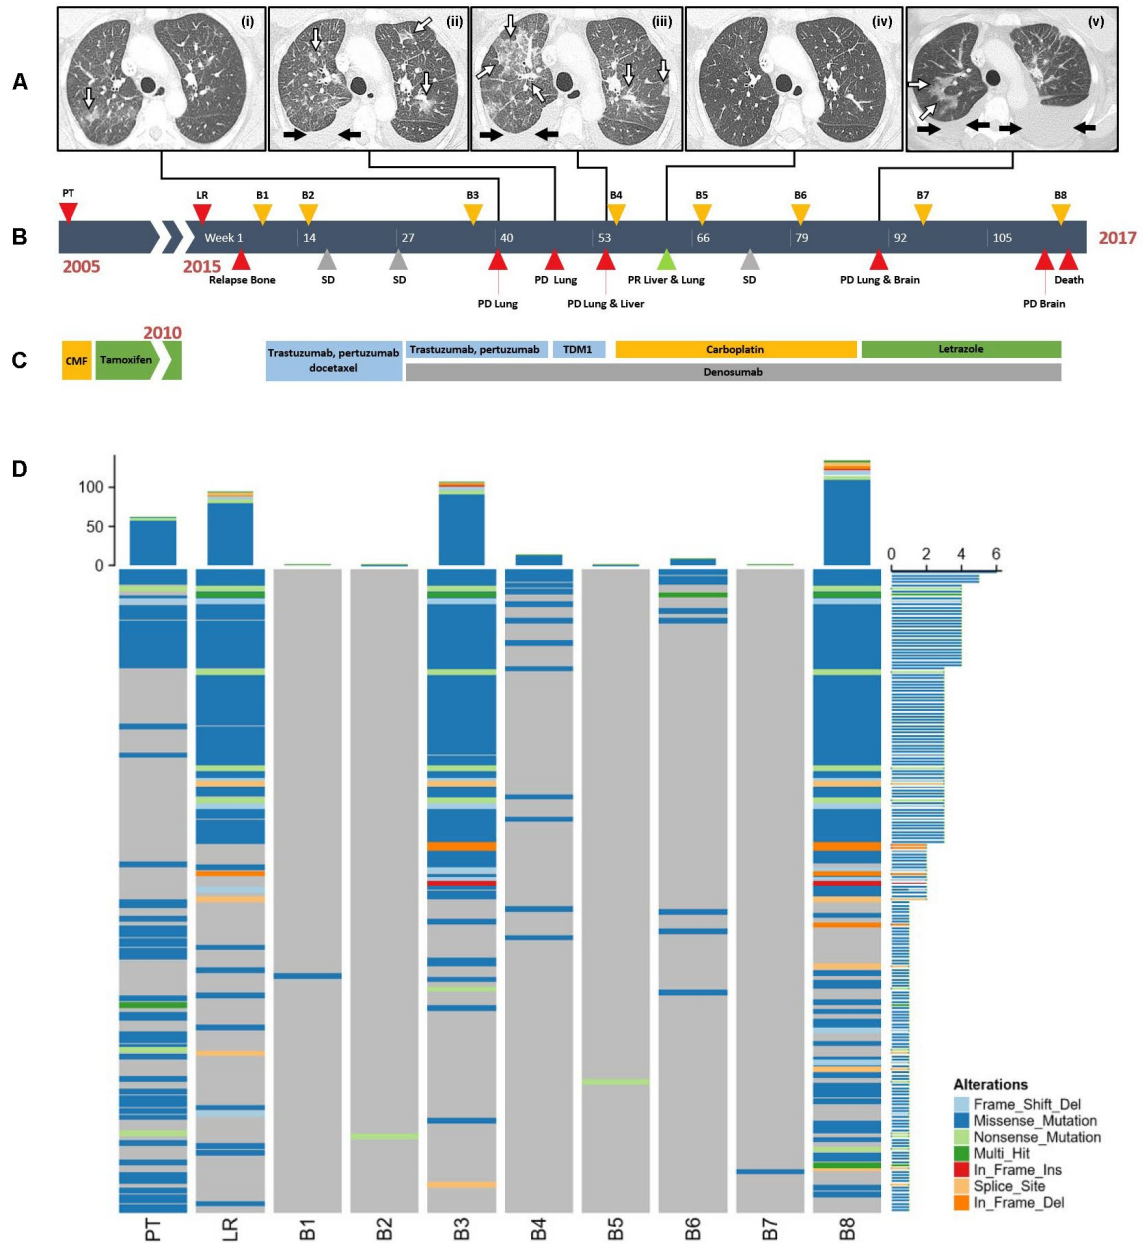 (i) (ii) (iii) (iv) (v)
A
PT LR B1 B2 B3 B4 B5 B6 B7 B8
B
Week 1 14 27 40 53 66 79 92 105 2017
2005 2015
Relapse Bone SD SD PD Lung PR Liver & Lung SD PD Lung & Brain Death
PD Lung PD Lung & Liver PD Brain
2010
C
CMF Tamoxifen
Trastuzumab, pertuzumab
docetaxel
Trastuzumab, pertuzumab TDM1 Carboplatin Letrazole
Denosumab
D
100
50
0
0 2 4 6
Alterations
Frame_Shift_Del
Missense_Mutation
Nonsense_Mutation
Multi_Hit
In_Frame_Ins
Splice_Site
In_Frame_Del
PT LR B1 B2 B3 B4 B5 B6 B7 B8